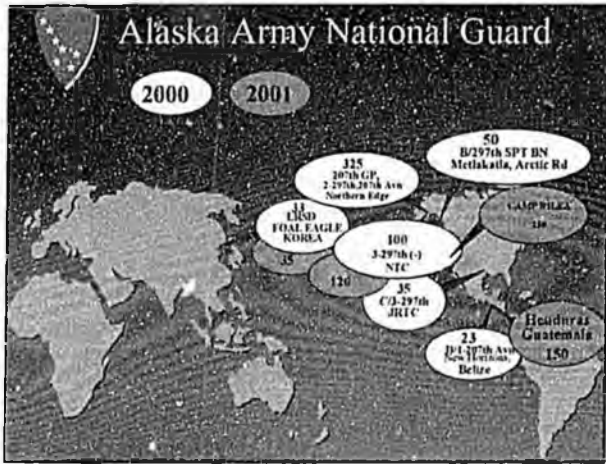 Alaska Army National Guard
2000
2001
50
B/297th SPT BN
Metlakatla, Arctic Rd
325
207th GP,
2-297th, 207th Avn
Northern Edge
LRSD
FOAL EAGLE
KOREA
35
CAMP RILEA
100
3-297th (-)
NTC
120
35
C/3-297th
JRTC
Honduras
Guatemala
150
23
1-207th Avn
New Horizons,
Belize